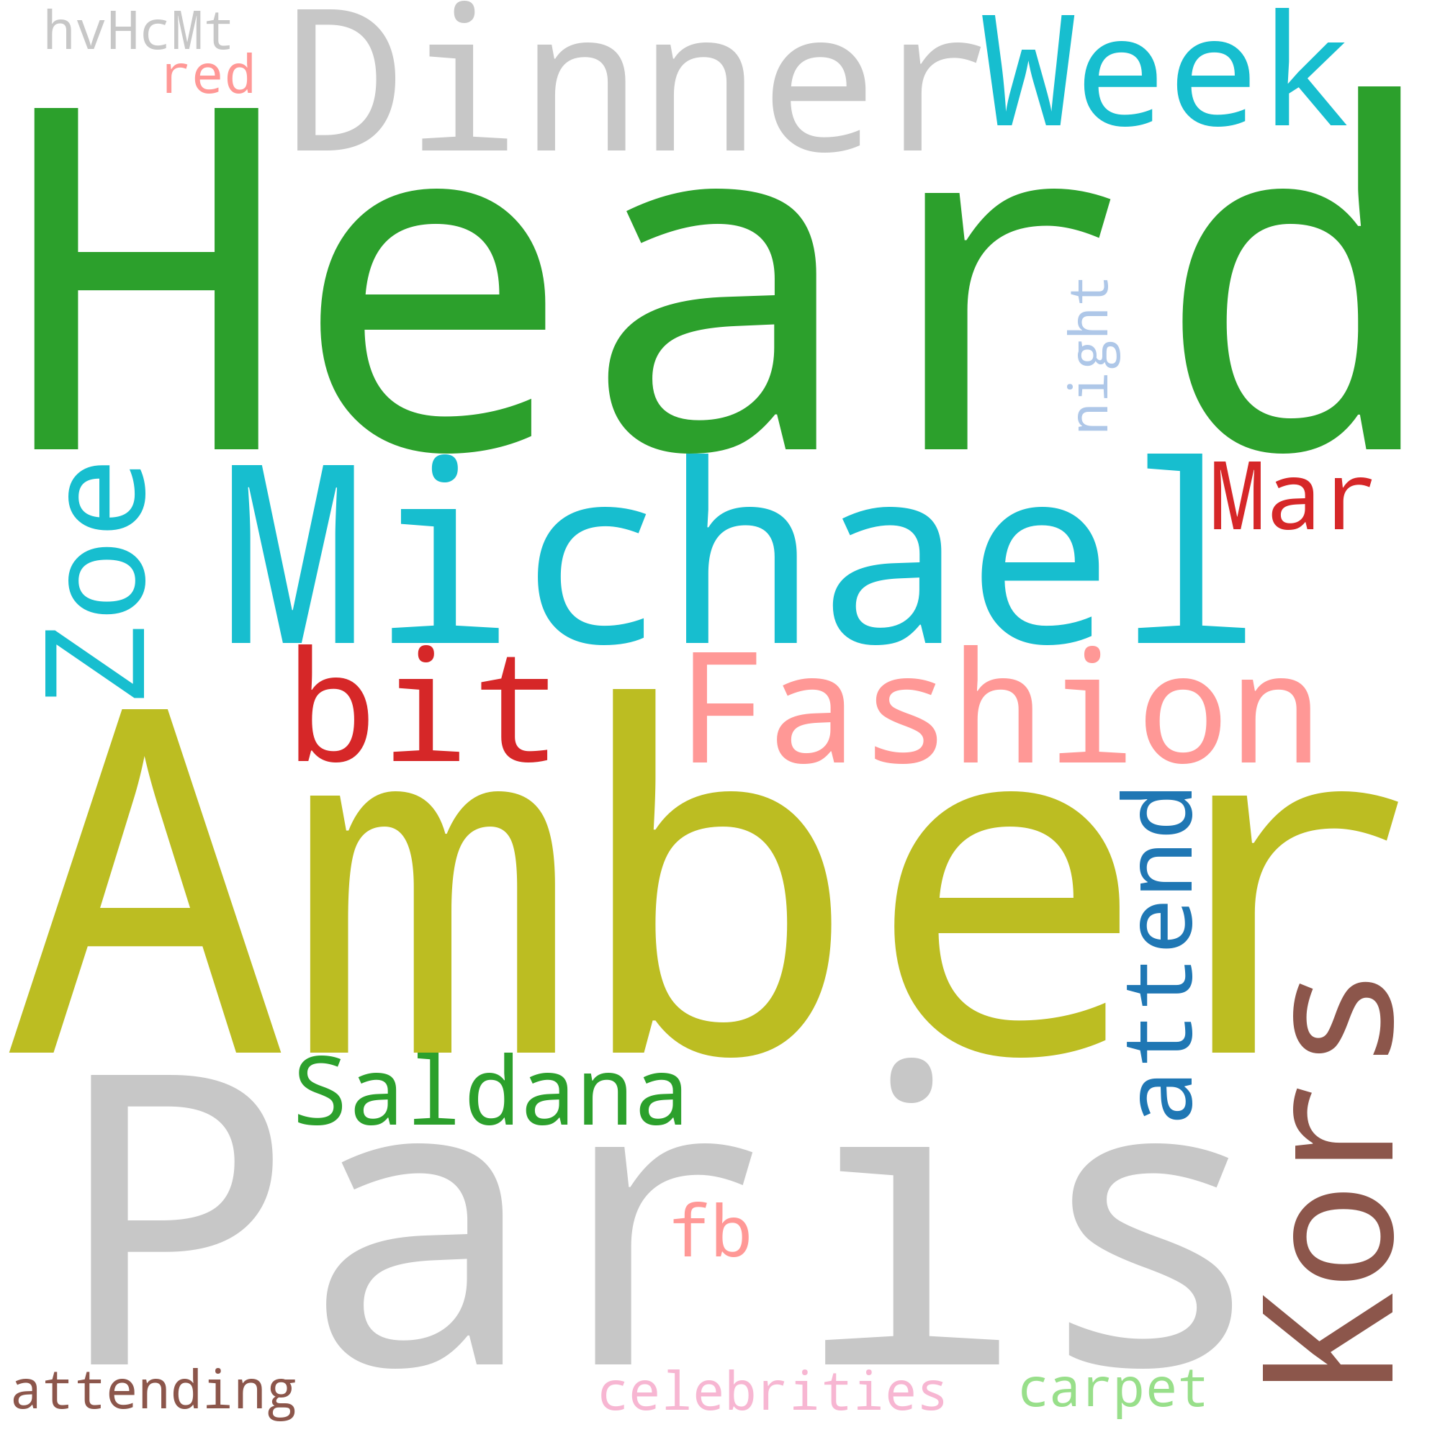 hvHcMt
red
Dinner
Week
Heard
night
Zoe
Michael
Mar
bit
Fashion
Amber
attend
Saldana
Kors
Paris
fb
attending
celebrities
carpet